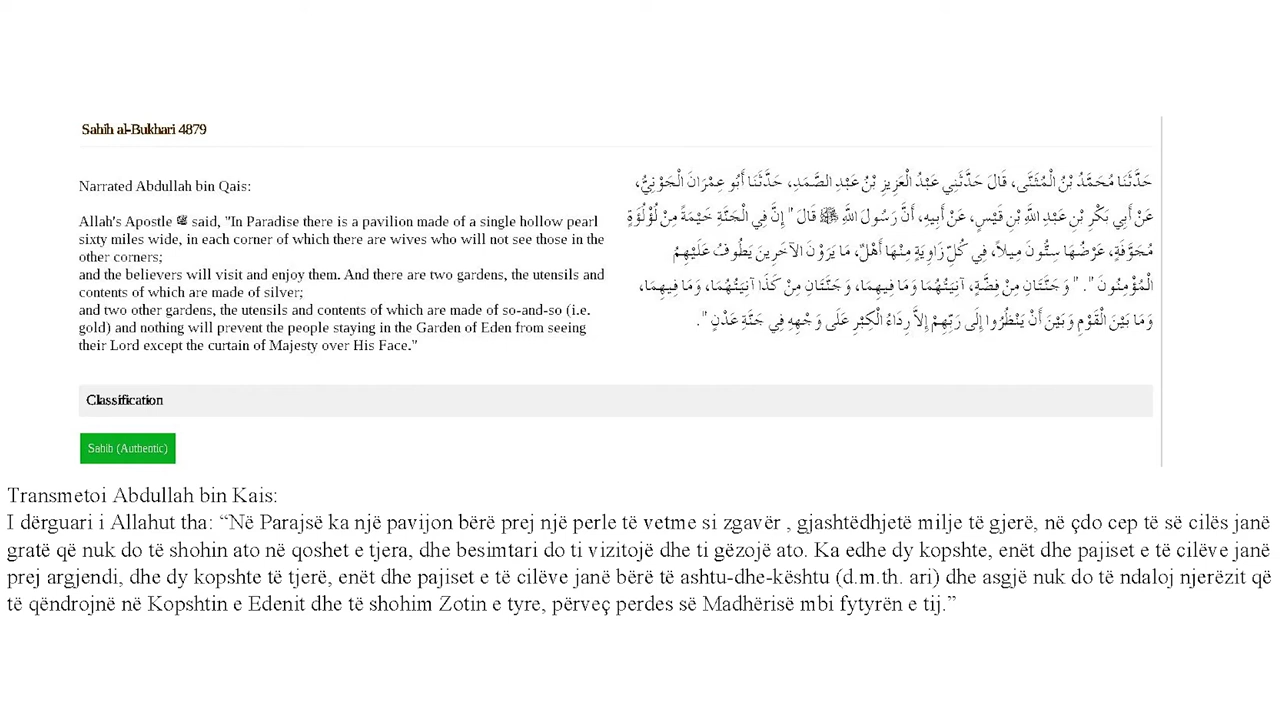 Sahih al-Bukhari 4879
Narrated Abdullah bin Qais:
Allah's Apostle ﷺ said, "In Paradise there is a pavilion made of a single hollow pearl
sixty miles wide, in each corner of which there are wives who will not see those in the
other corners;
and the believers will visit and enjoy them. And there are two gardens, the utensils and
contents of which are made of silver;
and two other gardens, the utensils and contents of which are made of so-and-so (i.e.
gold) and nothing will prevent the people staying in the Garden of Eden from seeing
their Lord except the curtain of Majesty over His Face."
حَدَّثَنَا مُحَمَّدُ بْنُ الْمُثَنَّى، قَالَ حَدَّثَنِي عَبْدُ الْعَزِيزِ بْنُ عَبْدِ الصَّمَدِ، حَدَّثَنَا أَبُو عِمْرَانَ الْجَوْنِيُّ،
عَنْ أَبِي بَكْرِ بْنِ عَبْدِ اللَّهِ بْنِ قَيْسٍ، عَنْ أَبِيهِ، أَنَّ رَسُولَ اللَّهِ ﷺ قَالَ " إِنَّ فِي الْجَنَّةِ خَيْمَةً مِنْ لُؤْلُؤَةٍ
مُجَوَّفَةٍ، عَرْضُهَا سِتُّونَ مِيلاً، فِي كُلِّ زَاوِيَةٍ مِنْهَا أَهْلٌ، مَا يَرَوْنَ الآخَرِينَ يَطُوفُ عَلَيْهِمُ
الْمُؤْمِنُونَ ". " وَجَنَّتَانِ مِنْ فِضَّةٍ، آنِيَتُهُمَا وَمَا فِيهِمَا، وَجَنَّتَانِ مِنْ كَذَا آنِيَتُهُمَا، وَمَا فِيهِمَا،
وَمَا بَيْنَ الْقَوْمِ وَبَيْنَ أَنْ يَنْظُرُوا إِلَى رَبِّهِمْ إِلاَّ رِدَاءُ الْكِبْرِ عَلَى وَجْهِهِ فِي جَنَّةِ عَدْنٍ ".
Classification
Sahih (Authentic)
Transmetoi Abdullah bin Kais:
I dërguari i Allahut tha: “Në Parajsë ka një pavijon bërë prej një perle të vetme si zgavër , gjashtëdhjetë milje të gjerë, në çdo cep të së cilës janë
gratë që nuk do të shohin ato në qoshet e tjera, dhe besimtari do ti vizitojë dhe ti gëzojë ato. Ka edhe dy kopshte, enët dhe pajiset e të cilëve janë
prej argjendi, dhe dy kopshte të tjerë, enët dhe pajiset e të cilëve janë bërë të ashtu-dhe-kështu (d.m.th. ari) dhe asgjë nuk do të ndaloj njerëzit që
të qëndrojnë në Kopshtin e Edenit dhe të shohim Zotin e tyre, përveç perdes së Madhërisë mbi fytyrën e tij.”